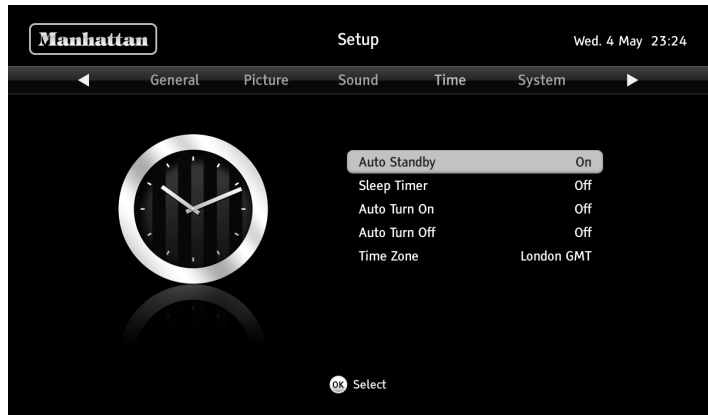 Manhattan Setup Wed. 4 May 23:24
General Picture Sound Time System
Auto Standby On
Sleep Timer Off
Auto Turn On Off
Auto Turn Off Off
Time Zone London GMT
OK Select